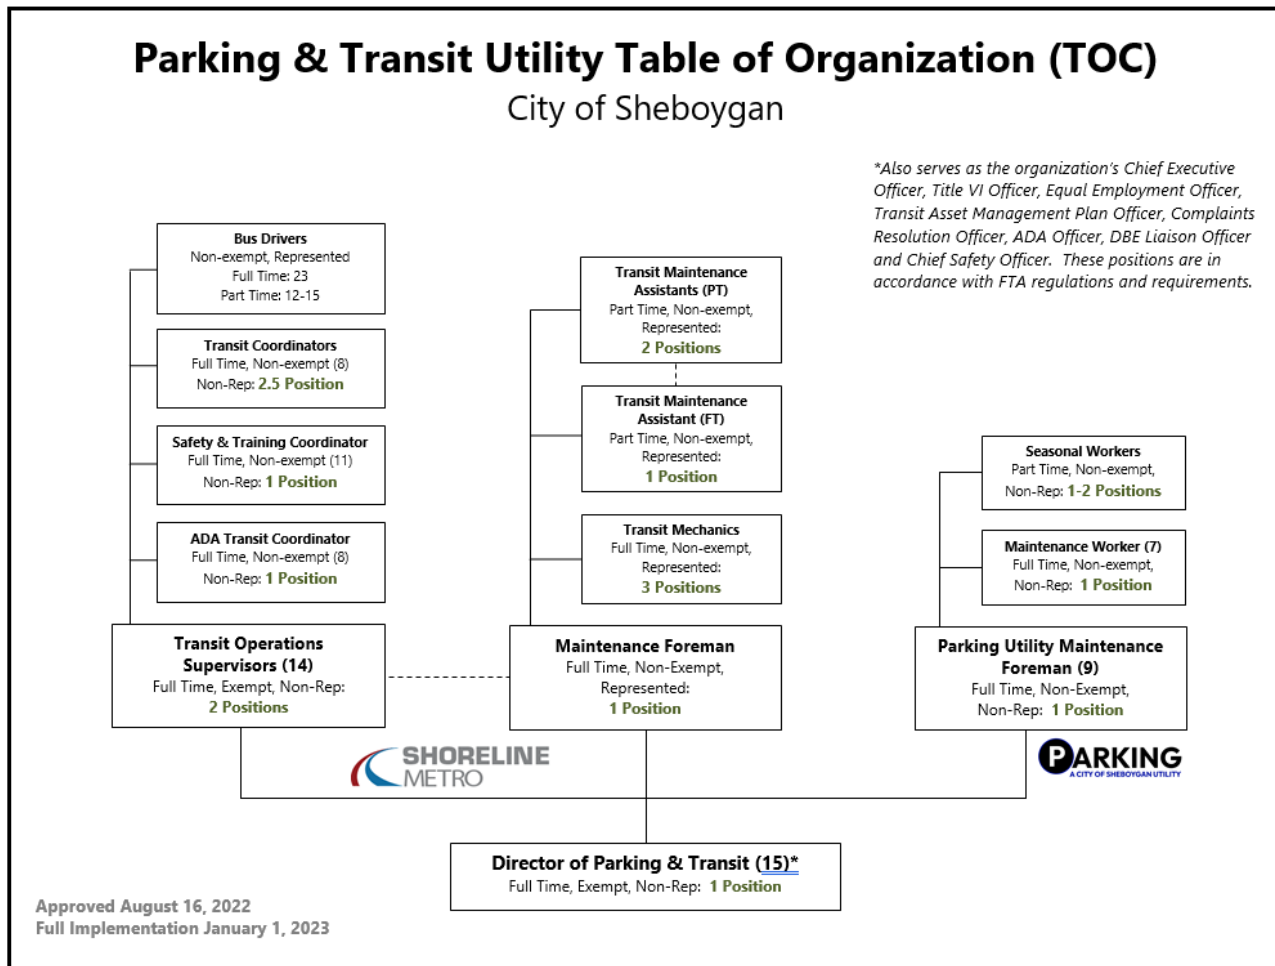 Parking & Transit Utility Table of Organization (TOC)
City of Sheboygan
*Also serves as the organization's Chief Executive
Officer, Title VI Officer, Equal Employment Officer,
Transit Asset Management Plan Officer, Complaints
Resolution Officer, ADA Officer, DBE Liaison Officer
and Chief Safety Officer. These positions are in
accordance with FTA regulations and requirements.
Bus Drivers
Non-exempt, Represented
Full Time: 23
Part Time: 12-15
Transit Coordinators
Full Time, Non-exempt (8)
Non-Rep: 2.5 Position
Safety & Training Coordinator
Full Time, Non-exempt (11)
Non-Rep: 1 Position
ADA Transit Coordinator
Full Time, Non-exempt (8)
Non-Rep: 1 Position
Transit Operations
Supervisors (14)
Full Time, Exempt, Non-Rep:
2 Positions
Transit Maintenance
Assistants (PT)
Part Time, Non-exempt,
Represented:
2 Positions
Transit Maintenance
Assistant (FT)
Part Time, Non-exempt,
Represented:
1 Position
Transit Mechanics
Full Time, Non-exempt,
Represented:
3 Positions
Maintenance Foreman
Full Time, Non-Exempt,
Represented:
1 Position
Seasonal Workers
Part Time, Non-exempt,
Non-Rep: 1-2 Positions
Maintenance Worker (7)
Full Time, Non-exempt,
Non-Rep: 1 Position
Parking Utility Maintenance
Foreman (9)
Full Time, Non-Exempt,
Non-Rep: 1 Position
SHORELINE
METRO
PARKING
A CITY OF SHEBOYGAN UTILITY
Director of Parking & Transit (15)*
Full Time, Exempt, Non-Rep: 1 Position
Approved August 16, 2022
Full Implementation January 1, 2023